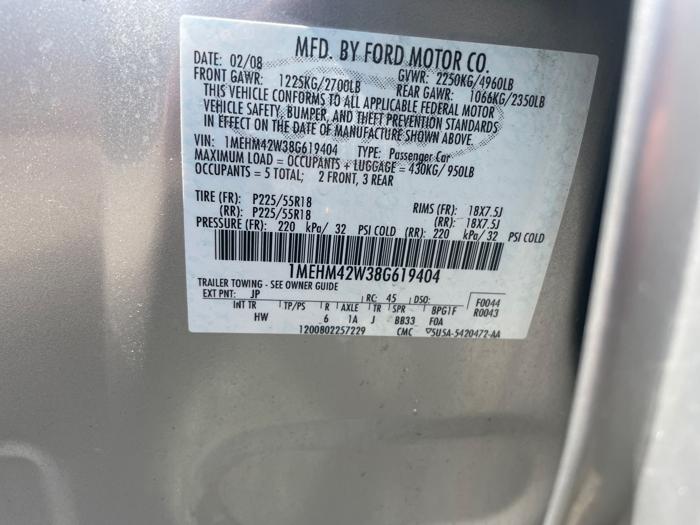 MFD. BY FORD MOTOR CO.
DATE: 02/08 GVWR: 2250KG/4960LB
FRONT GAWR: 1225KG/2700LB REAR GAWR: 1066KG/2350LB
THIS VEHICLE CONFORMS TO ALL APPLICABLE FEDERAL MOTOR
VEHICLE SAFETY, BUMPER, AND THEFT PREVENTION STANDARDS
IN EFFECT ON THE DATE OF MANUFACTURE SHOWN ABOVE.
VIN: 1MEHM42W38G619404 TYPE: Passenger Car
MAXIMUM LOAD = OCCUPANTS + LUGGAGE = 430KG/ 950LB
OCCUPANTS = 5 TOTAL; 2 FRONT, 3 REAR
TIRE (FR): P225/55R18 RIMS (FR): 18X7.5J
(RR): P225/55R18 (RR): 18X7.5J
PRESSURE (FR): 220 kPa/ 32 PSI COLD (RR): 220 kPa/ 32 PSI COLD
1MEHM42W38G619404
TRAILER TOWING - SEE OWNER GUIDE
EXT PNT: JP RC: 45 DSO: F0044
INT TR TP/PS R AXLE TR SPR BPG1F R0043
HW 6 1A J BB33 F0A
1200802257229 CMC 5U5A-5420472-AA